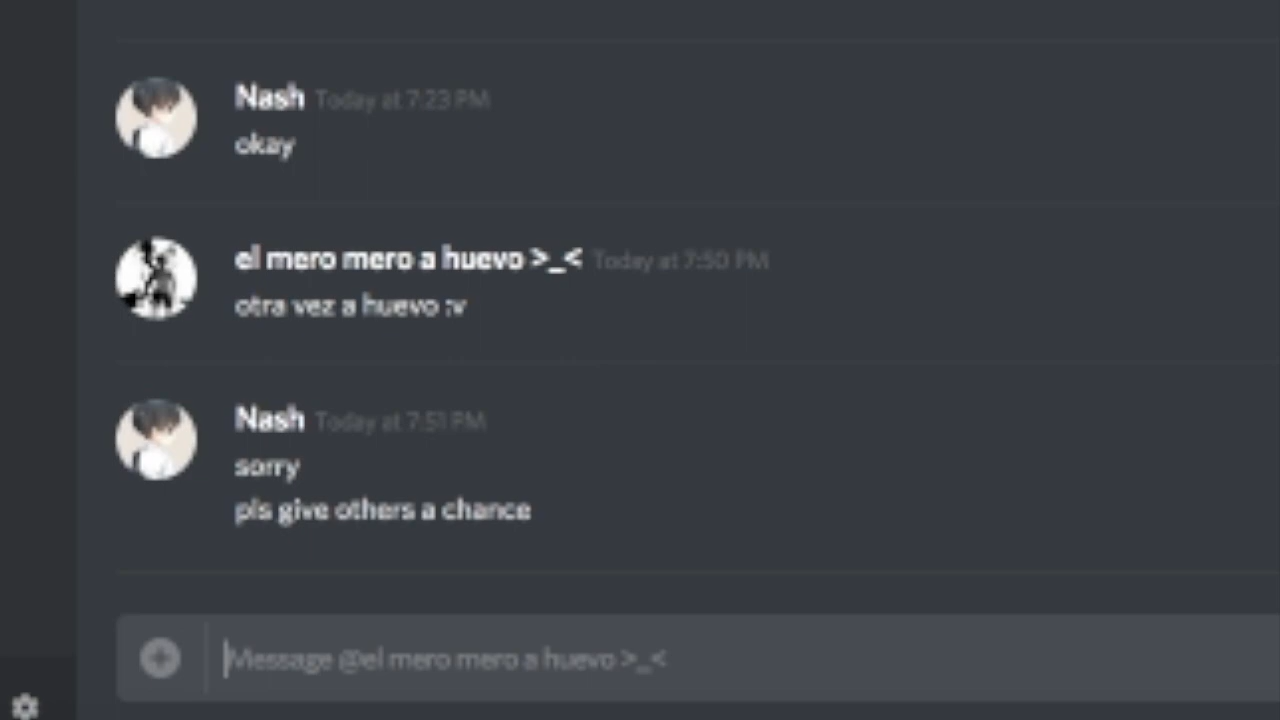 Nash Today at 7:23 PM
okay
el mero mero a huevo >_< Today at 7:50 PM
otra vez a huevo :v
Nash Today at 7:51 PM
sorry
pls give others a chance
Message @el mero mero a huevo >_<